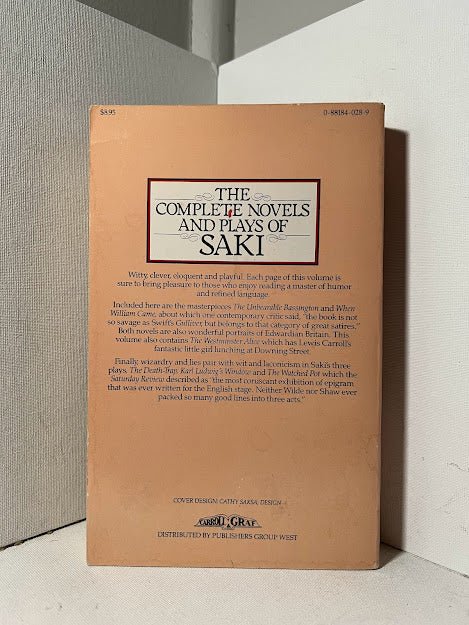 $8.95
0-88184-028-9
THE
COMPLETE NOVELS
AND PLAYS OF
SAKI
Witty, clever, eloquent and playful. Each page of this volume is
sure to bring pleasure to those who enjoy reading a master of humor
and refined language.
Included here are the masterpieces The Unbearable Bassington and When
William Came, about which one contemporary critic said, "the book is not
so savage as Swift's Gulliver, but belongs to that category of great satires."
Both novels are also wonderful portraits of Edwardian Britain. This
volume also contains The Westminster Alice which has Lewis Carroll's
fantastic little girl lunching at Downing Street.
Finally, wizardry and lies pair with wit and laconicism in Saki's three
plays, The Death-Trap, Karl Ludwig's Window and The Watched Pot which the
Saturday Review described as "the most coruscant exhibition of epigram
that was ever written for the English stage. Neither Wilde nor Shaw ever
packed so many good lines into three acts."
COVER DESIGN: CATHY SAKSA, DESIGN
CARROLL & GRAF
DISTRIBUTED BY PUBLISHERS GROUP WEST